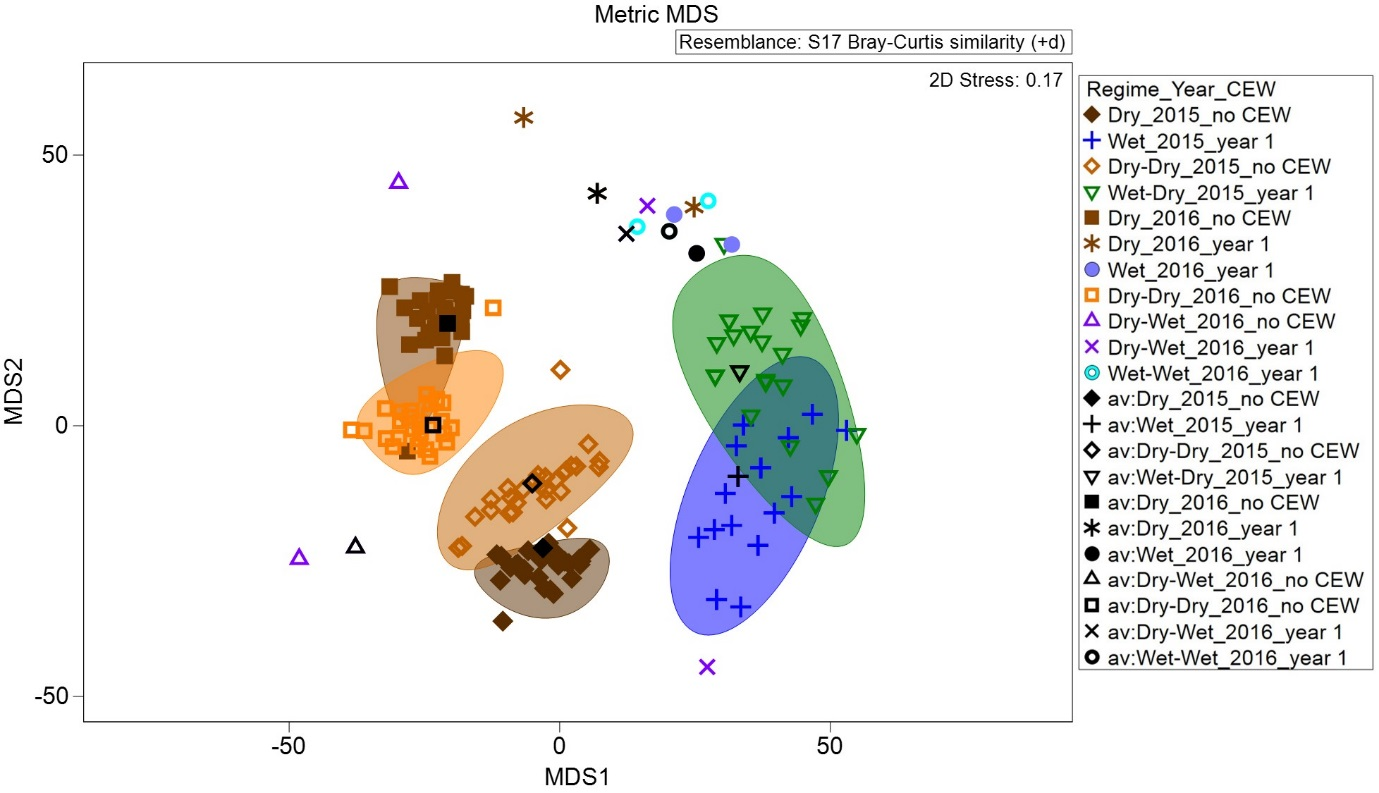 Metric MDS
Resemblance: S17 Bray-Curtis similarity (+d)
2D Stress: 0.17
Regime_Year_CEW
Dry_2015_no CEW
Wet_2015_year 1
Dry-Dry_2015_no CEW
Wet-Dry_2015_year 1
Dry_2016_no CEW
Dry_2016_year 1
Wet_2016_year 1
Dry-Dry_2016_no CEW
Dry-Wet_2016_no CEW
Dry-Wet_2016_year 1
Wet-Wet_2016_year 1
av:Dry_2015_no CEW
av:Wet_2015_year 1
av:Dry-Dry_2015_no CEW
av:Wet-Dry_2015_year 1
av:Dry_2016_no CEW
av:Dry_2016_year 1
av:Wet_2016_year 1
av:Dry-Wet_2016_no CEW
av:Dry-Dry_2016_no CEW
av:Dry-Wet_2016_year 1
av:Wet-Wet_2016_year 1
MDS2
50
0
-50
-50
0
50
MDS1